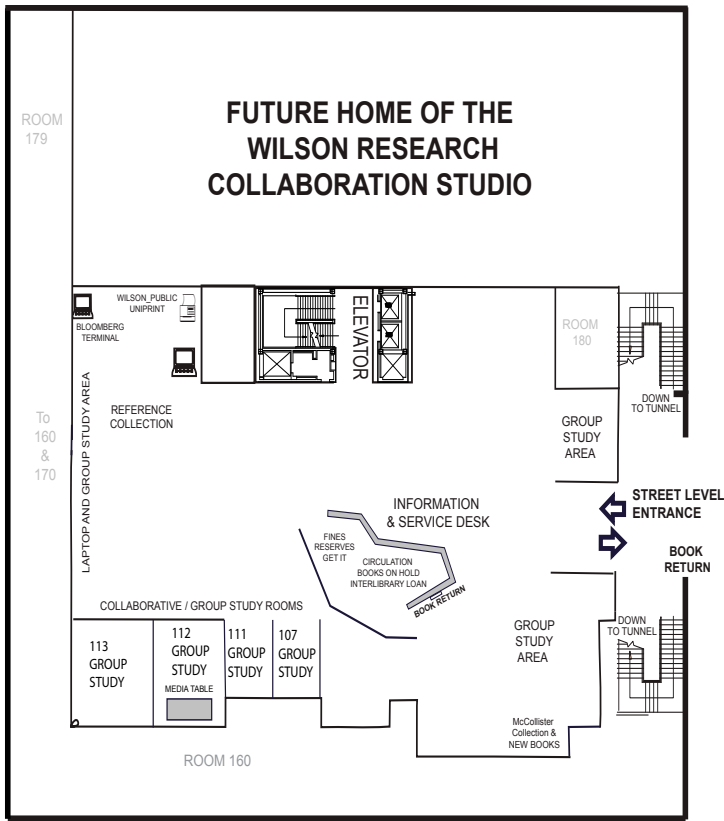 FUTURE HOME OF THE
WILSON RESEARCH
COLLABORATION STUDIO
ROOM
179
WILSON_PUBLIC
UNIPRINT
BLOOMBERG
TERMINAL
ELEVATOR
ROOM
180
DOWN
TO TUNNEL
REFERENCE
COLLECTION
To
160
&
170
LAPTOP AND GROUP STUDY AREA
GROUP
STUDY
AREA
STREET LEVEL
ENTRANCE
INFORMATION
& SERVICE DESK
FINES
RESERVES
GET IT
CIRCULATION
BOOKS ON HOLD
INTERLIBRARY LOAN
BOOK RETURN
BOOK
RETURN
COLLABORATIVE / GROUP STUDY ROOMS
113
GROUP
STUDY
112
GROUP
STUDY
MEDIA TABLE
111
GROUP
STUDY
107
GROUP
STUDY
GROUP
STUDY
AREA
DOWN
TO TUNNEL
McCollister
Collection &
NEW BOOKS
ROOM 160